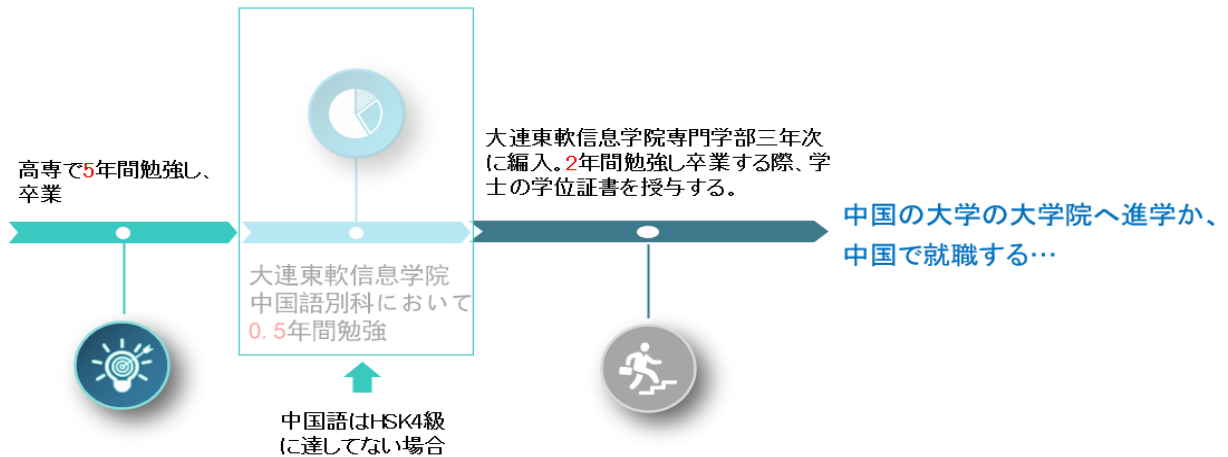 高専で5年間勉強し、
卒業
大連東軟信息学院
中国語別科において
0.5年間勉強
中国語はHSK4級
に達してない場合
大連東軟信息学院専門学部三年次
に編入。2年間勉強し卒業する際、学
士の学位証書を授与する。
中国の大学の大学院へ進学か、
中国で就職する…